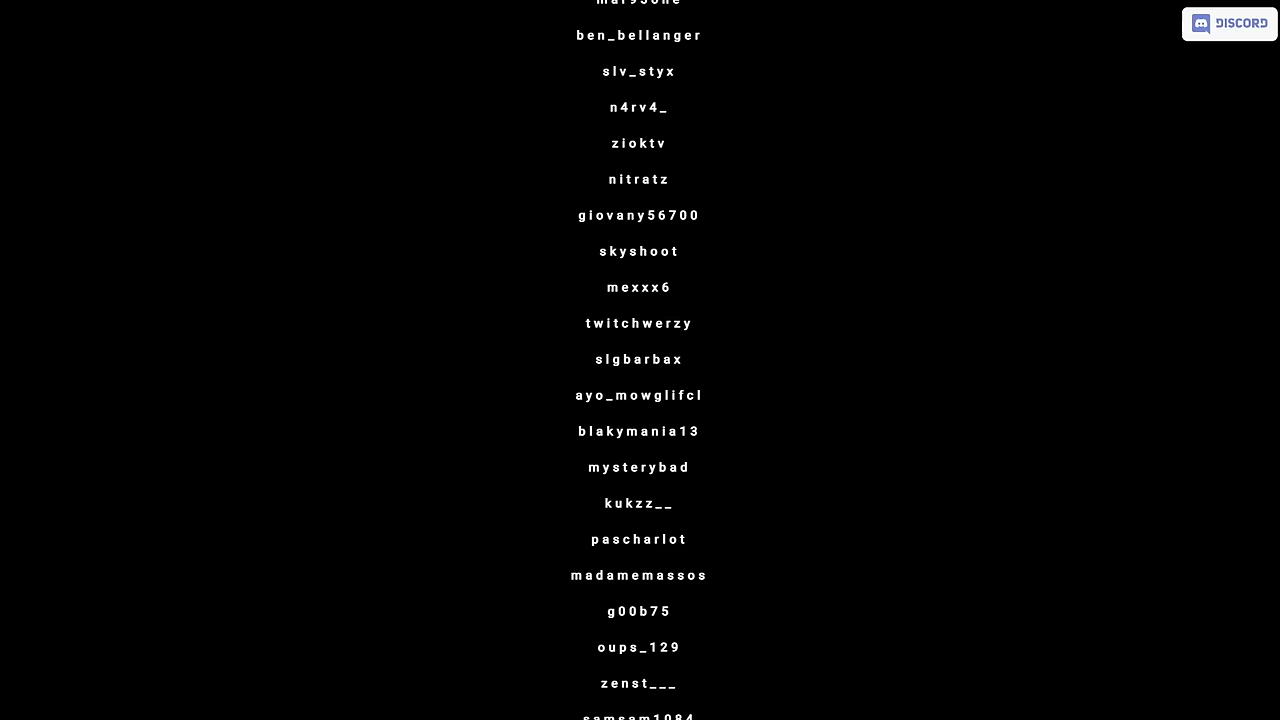 DISCORD
ben_bellanger
slv_styx
n4rv4_
zioktv
nitratz
giovany56700
skyshoot
mexxx6
twitchwerzy
slgbarbax
ayo_mowglifcl
blakymania13
mysterybad
kukzz__
pascharlot
madamemassos
g00b75
oups_129
zenst___
samsam1084